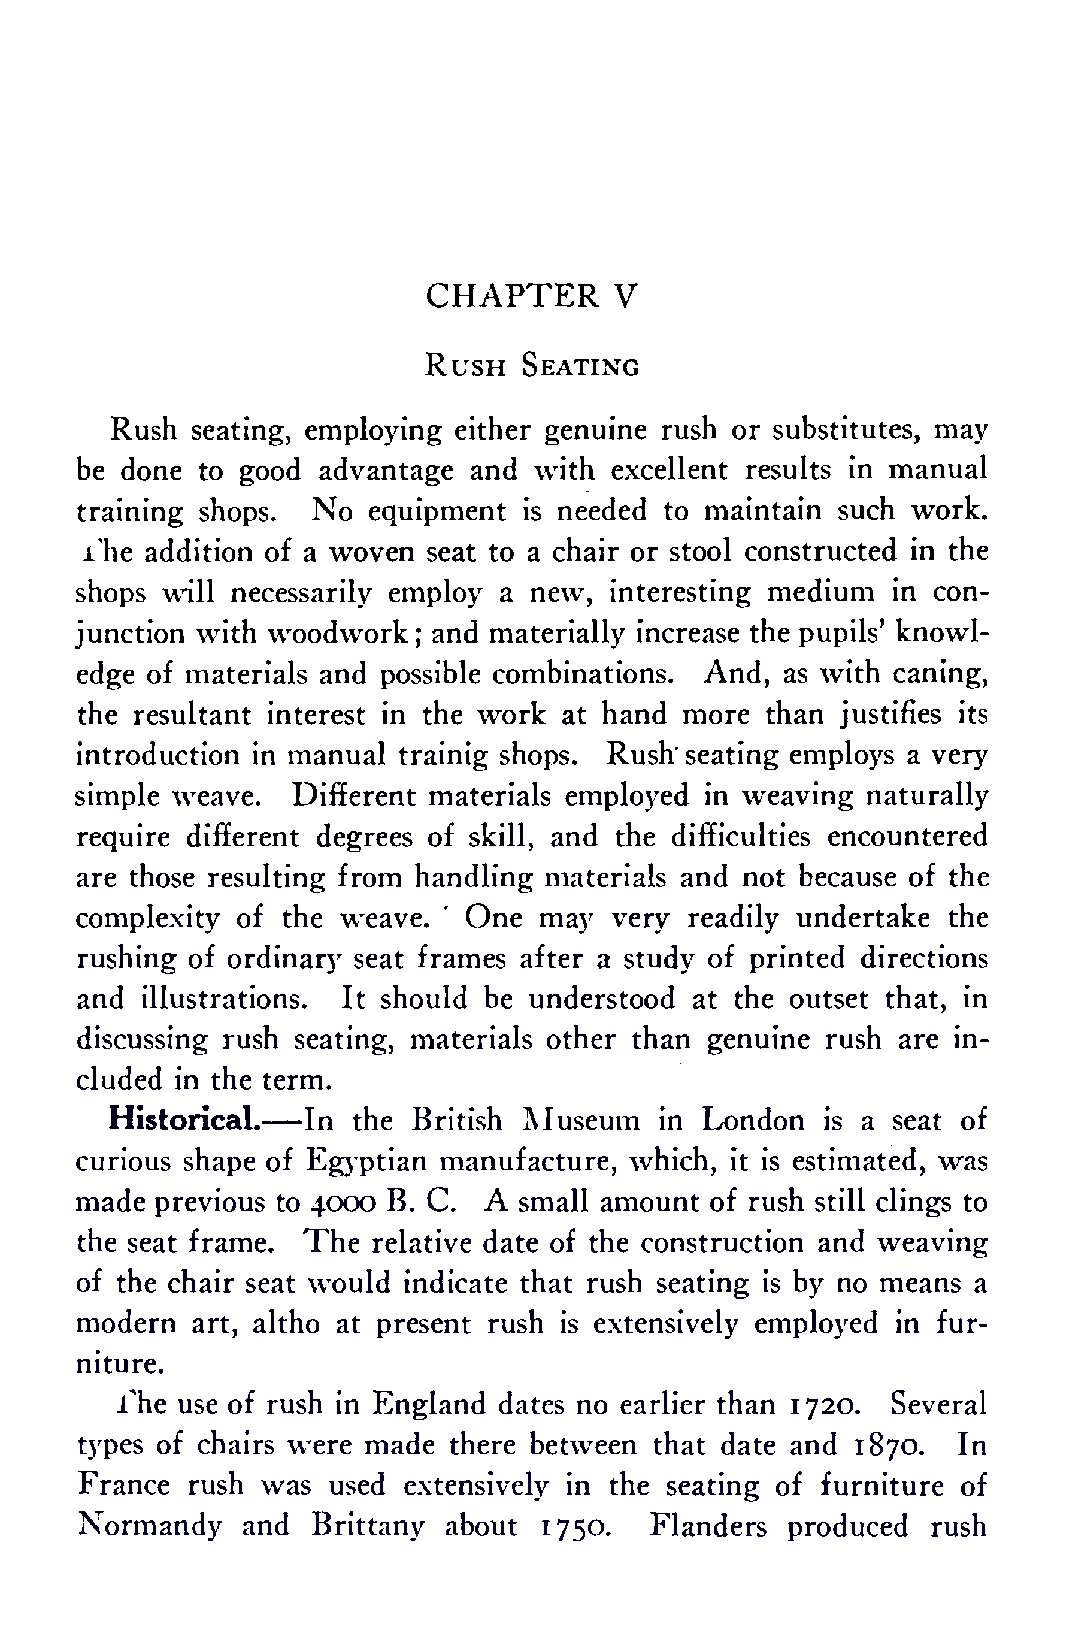 CHAPTER V
RUSH SEATING
Rush seating, employing either genuine rush or substitutes, may
be done to good advantage and with excellent results in manual
training shops. No equipment is needed to maintain such work.
The addition of a woven seat to a chair or stool constructed in the
shops will necessarily employ a new, interesting medium in con-
junction with woodwork; and materially increase the pupils' knowl-
edge of materials and possible combinations. And, as with caning,
the resultant interest in the work at hand more than justifies its
introduction in manual trainig shops. Rush seating employs a very
simple weave. Different materials employed in weaving naturally
require different degrees of skill, and the difficulties encountered
are those resulting from handling materials and not because of the
complexity of the weave. One may very readily undertake the
rushing of ordinary seat frames after a study of printed directions
and illustrations. It should be understood at the outset that, in
discussing rush seating, materials other than genuine rush are in-
cluded in the term.
Historical.—In the British Museum in London is a seat of
curious shape of Egyptian manufacture, which, it is estimated, was
made previous to 4000 B. C. A small amount of rush still clings to
the seat frame. The relative date of the construction and weaving
of the chair seat would indicate that rush seating is by no means a
modern art, altho at present rush is extensively employed in fur-
niture.
The use of rush in England dates no earlier than 1720. Several
types of chairs were made there between that date and 1870. In
France rush was used extensively in the seating of furniture of
Normandy and Brittany about 1750. Flanders produced rush